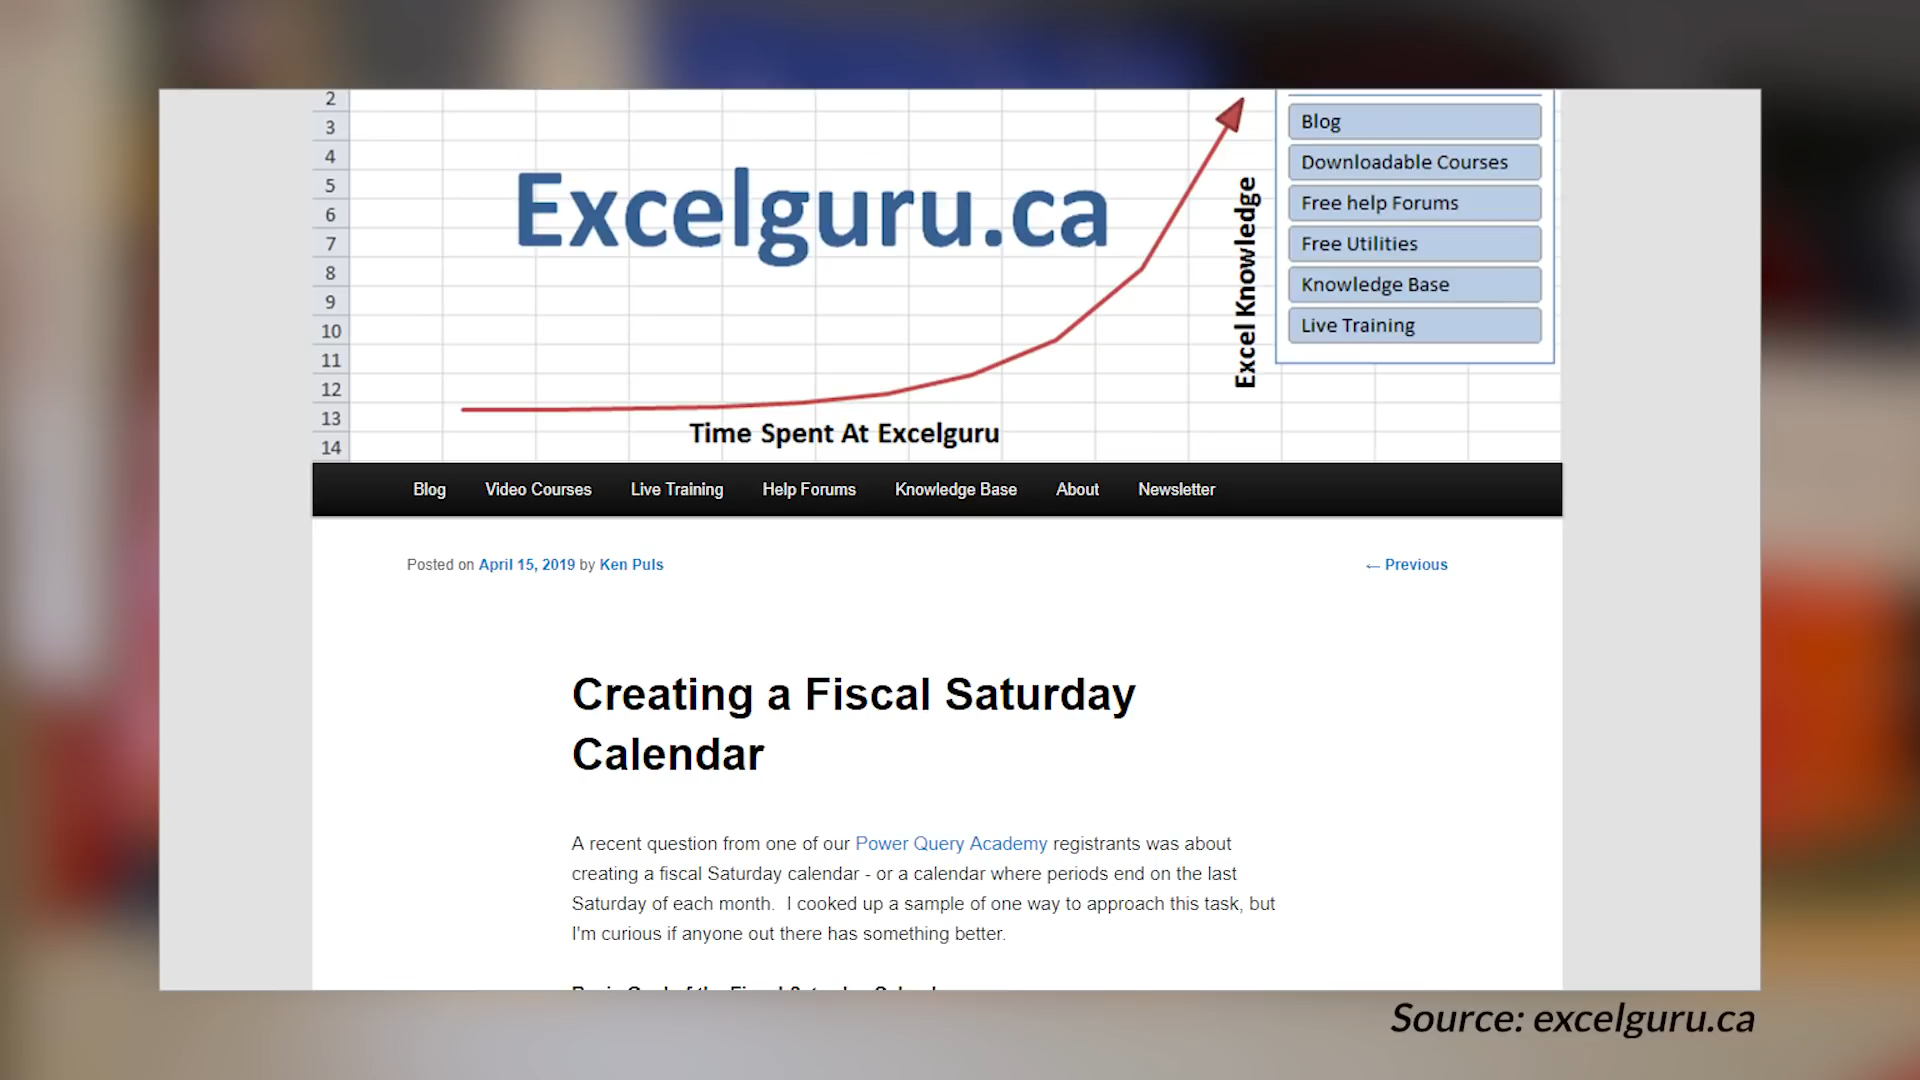 2
3
4
5
6
7
8
9
10
11
12
13
14
Excelguru.ca
Excel Knowledge
Time Spent At Excelguru
Blog
Downloadable Courses
Free help Forums
Free Utilities
Knowledge Base
Live Training
Blog Video Courses Live Training Help Forums Knowledge Base About Newsletter
Posted on April 15, 2019 by Ken Puls
← Previous
Creating a Fiscal Saturday
Calendar
A recent question from one of our Power Query Academy registrants was about
creating a fiscal Saturday calendar - or a calendar where periods end on the last
Saturday of each month.  I cooked up a sample of one way to approach this task, but
I'm curious if anyone out there has something better.
Source: excelguru.ca